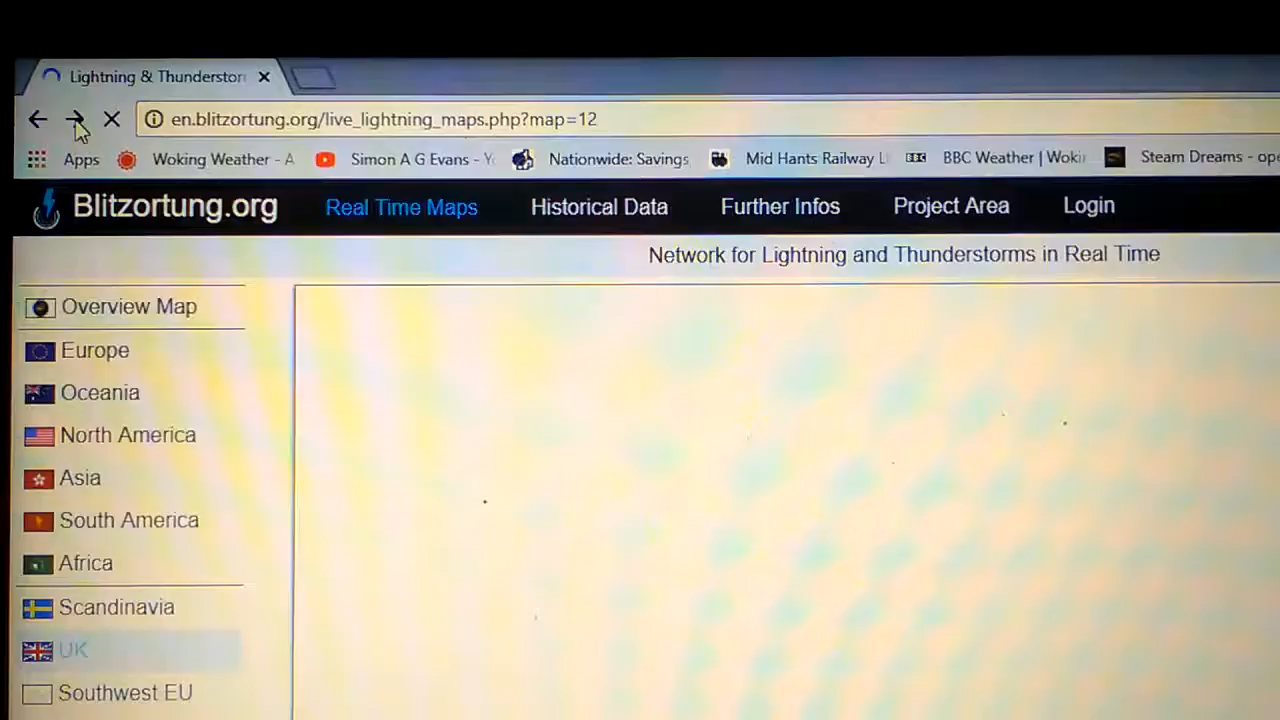 Lightning & Thunderstor
en.blitzortung.org/live_lightning_maps.php?map=12
Apps Woking Weather - A Simon A G Evans - Y Nationwide: Savings Mid Hants Railway L BBC BBC Weather | Woki Steam Dreams - ope
Blitzortung.org Real Time Maps Historical Data Further Infos Project Area Login
Network for Lightning and Thunderstorms in Real Time
Overview Map
Europe
Oceania
North America
Asia
South America
Africa
Scandinavia
UK
Southwest EU